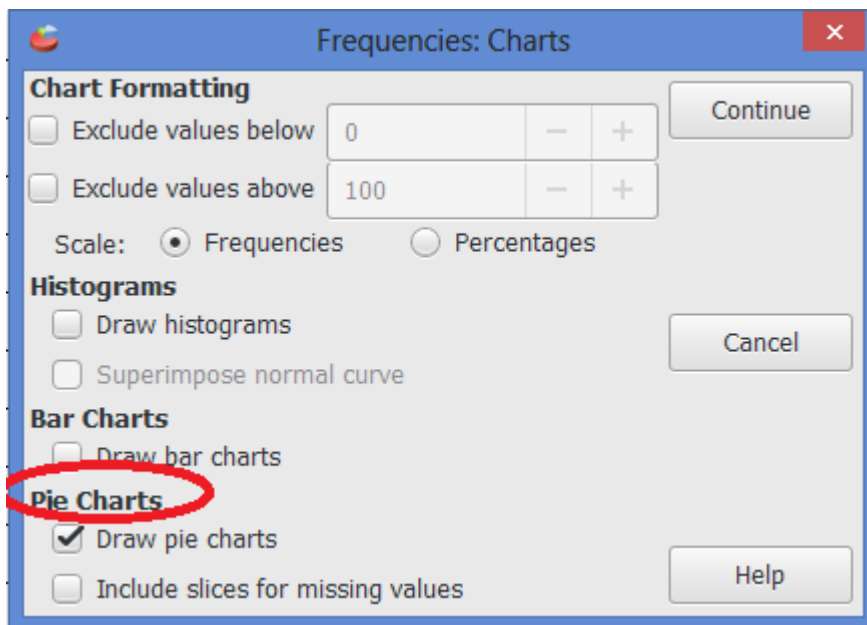 Frequencies: Charts
Chart Formatting
Continue
Exclude values below 0
Exclude values above 100
Scale: Frequencies Percentages
Histograms
Draw histograms
Cancel
Superimpose normal curve
Bar Charts
Draw bar charts
Pie Charts
Draw pie charts
Help
Include slices for missing values